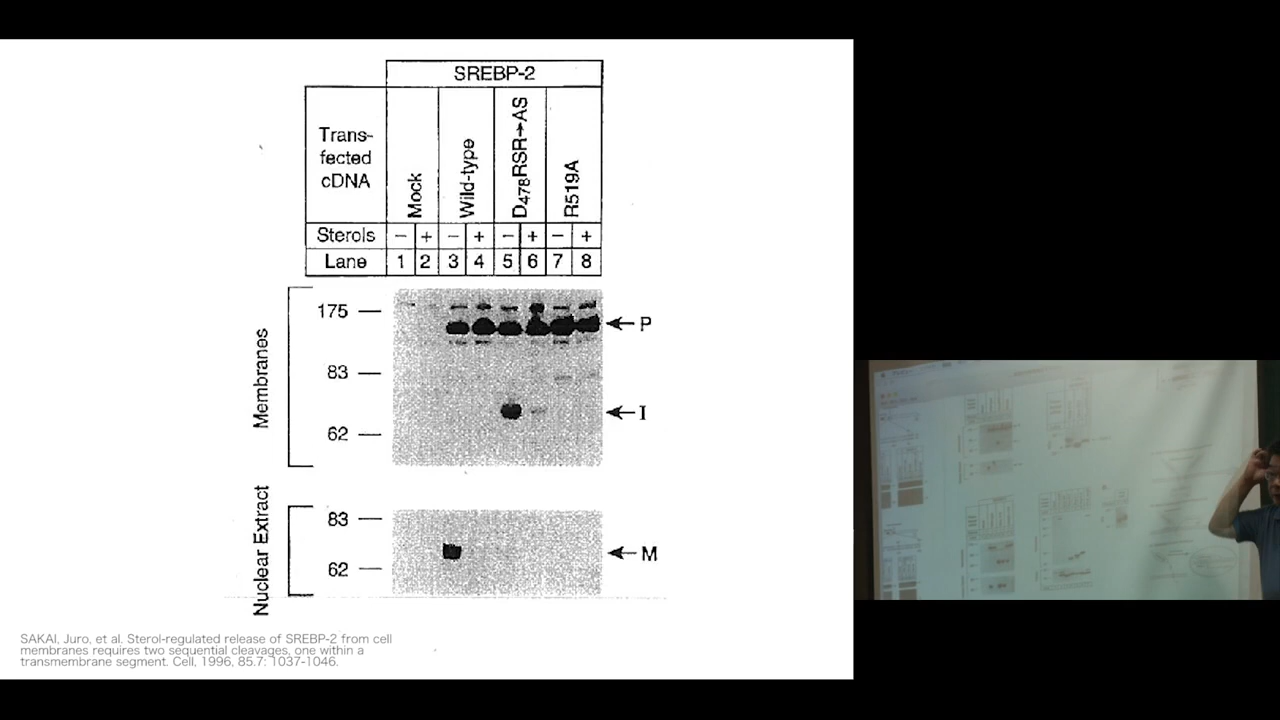 SREBP-2
Trans-
fected
cDNA
Mock
Wild-type
D478RSR→AS
R519A
Sterols − + − + − + − +
Lane 1 2 3 4 5 6 7 8
Membranes
175
83
62
P
I
Nuclear Extract
83
62
M
SAKAI, Juro, et al. Sterol-regulated release of SREBP-2 from cell
membranes requires two sequential cleavages, one within a
transmembrane segment. Cell, 1996, 85.7: 1037-1046.